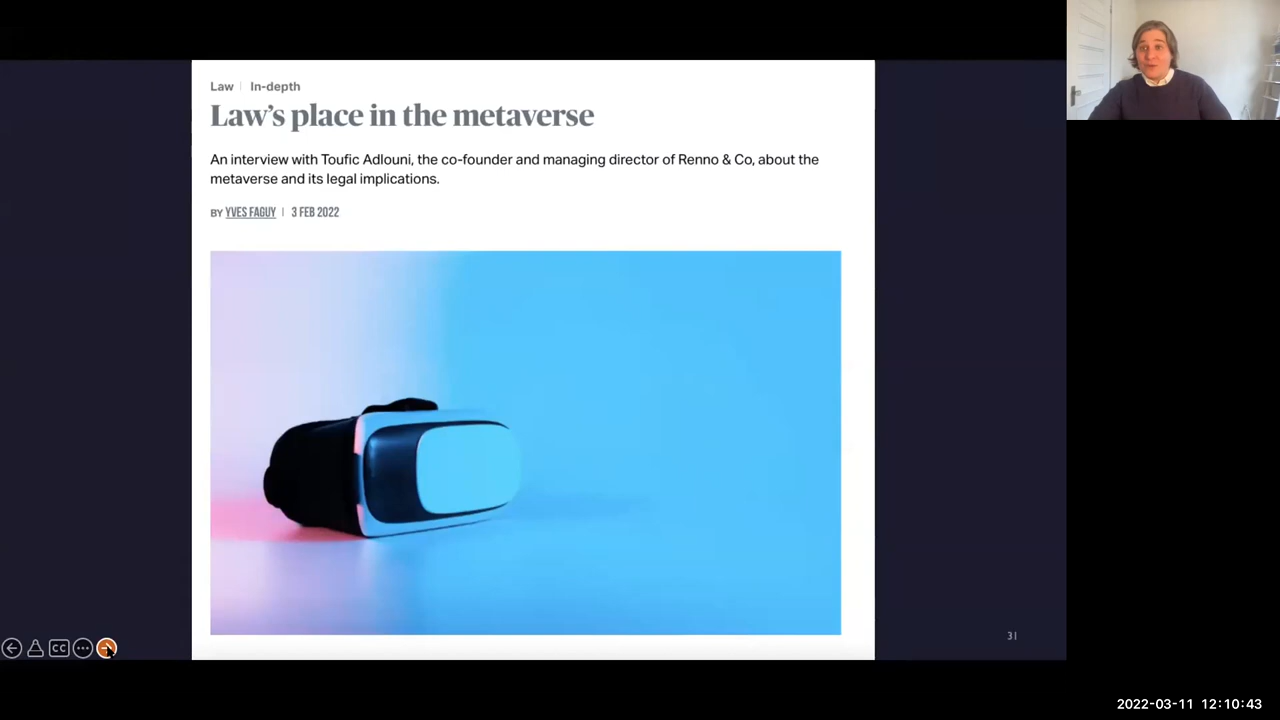 Law | In-depth
Law's place in the metaverse
An interview with Toufic Adlouni, the co-founder and managing director of Renno & Co, about the
metaverse and its legal implications.
BY YVES FAGUY | 3 FEB 2022
CC
31
2022-03-11 12:10:43